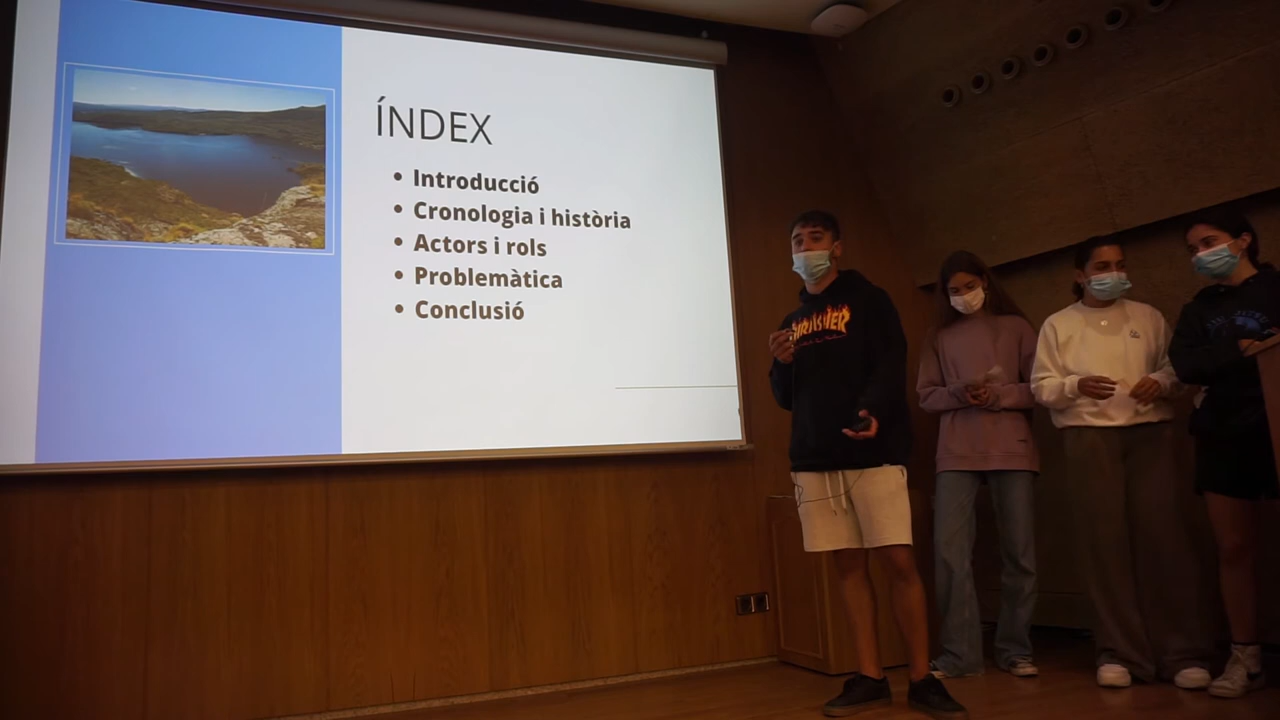 ÍNDEX
• Introducció
• Cronologia i història
• Actors i rols
• Problemàtica
• Conclusió
THRASHER